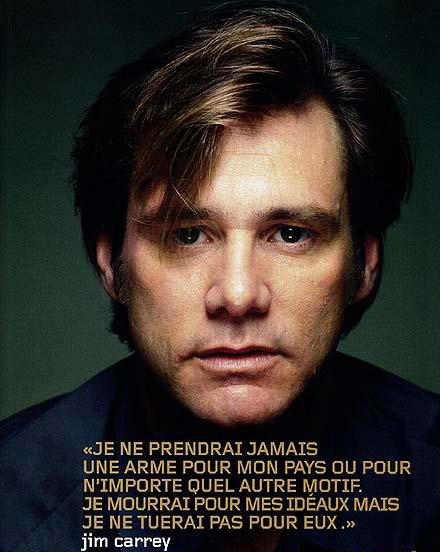 «JE NE PRENDRAI JAMAIS
UNE ARME POUR MON PAYS OU POUR
N'IMPORTE QUEL AUTRE MOTIF.
JE MOURRAI POUR MES IDÉAUX MAIS
JE NE TUERAI PAS POUR EUX.»
jim carrey